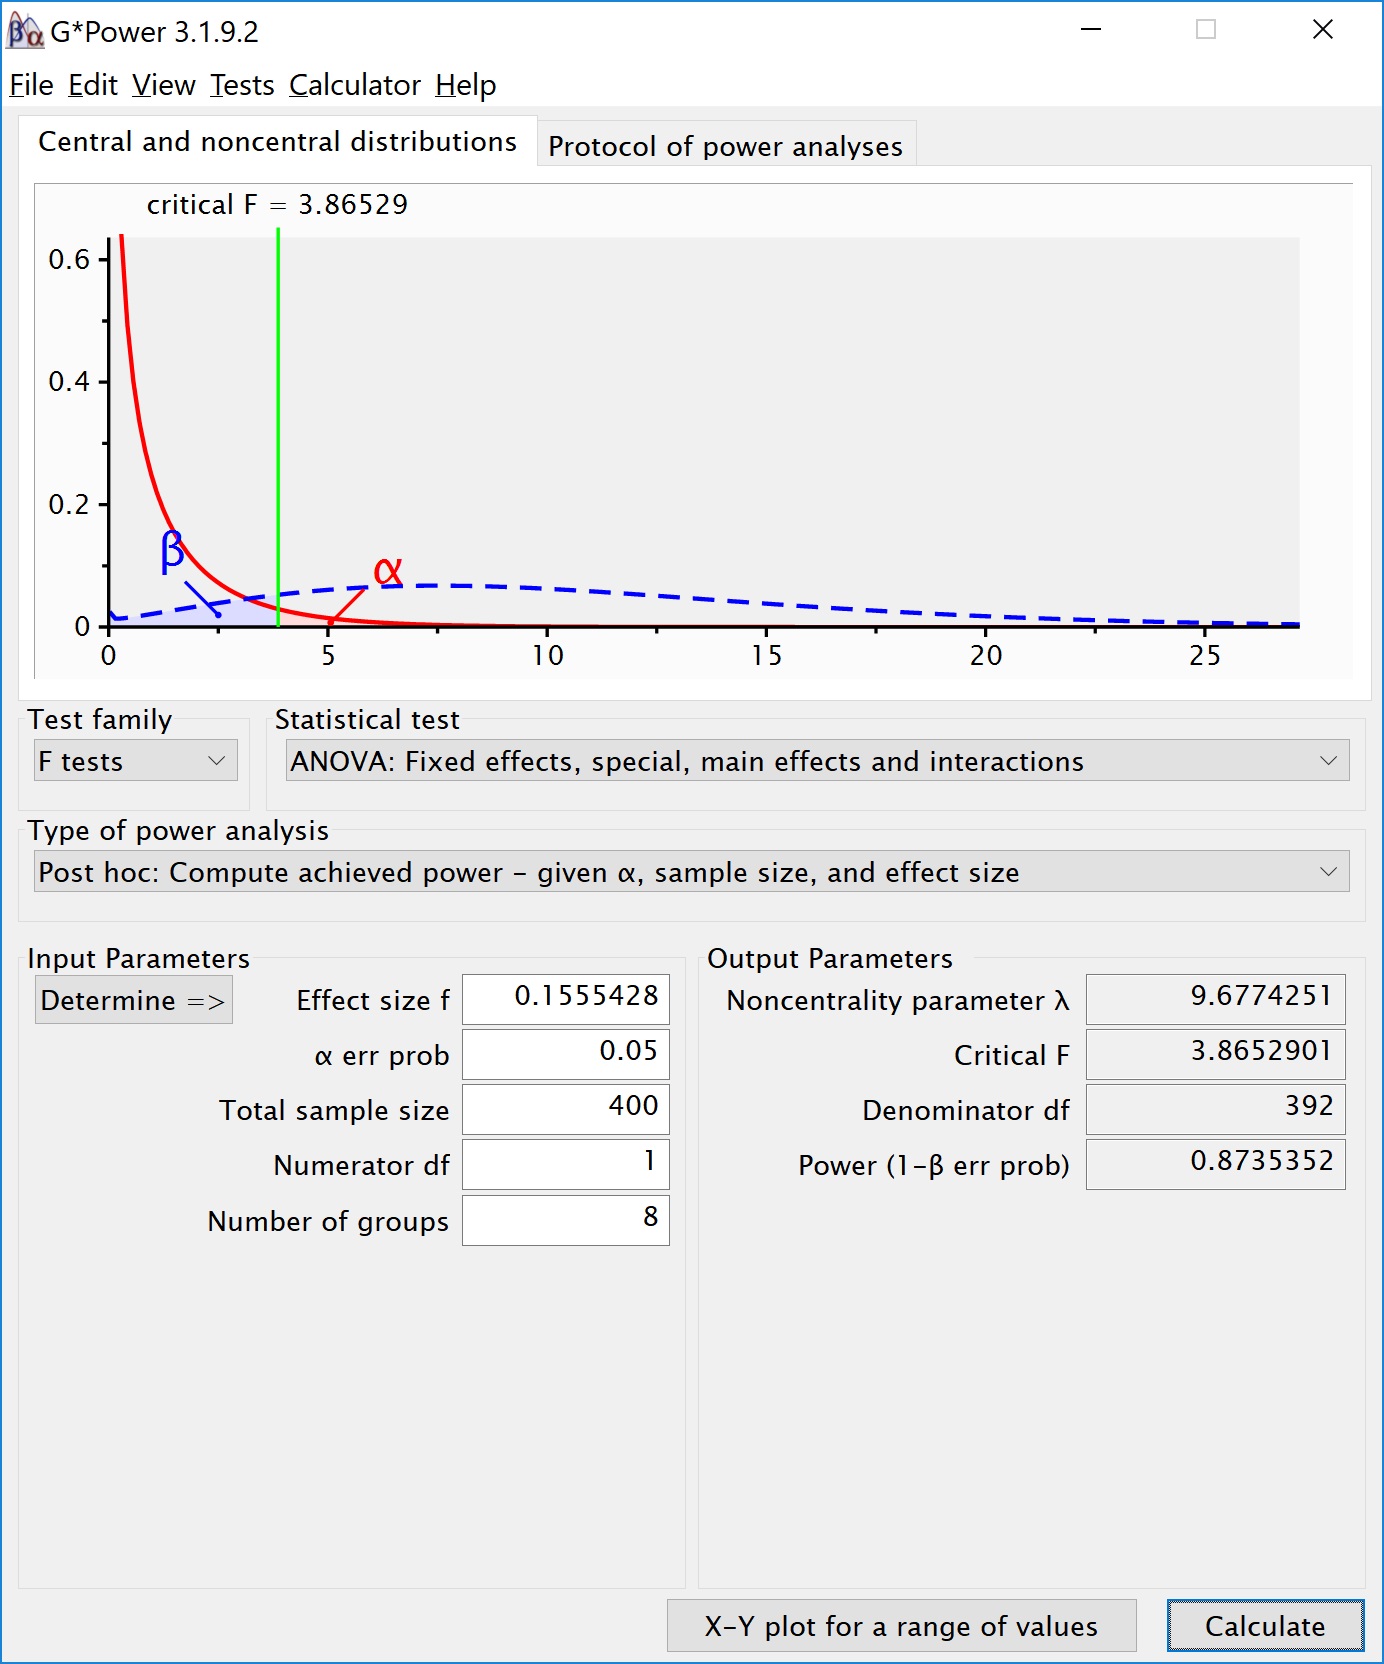 βα G*Power 3.1.9.2
File Edit View Tests Calculator Help
Central and noncentral distributions Protocol of power analyses
critical F = 3.86529
0.6
0.4
0.2
0
β
α
0 5 10 15 20 25
Test family Statistical test
F tests ANOVA: Fixed effects, special, main effects and interactions
Type of power analysis
Post hoc: Compute achieved power – given α, sample size, and effect size
Input Parameters Output Parameters
Determine => Effect size f 0.1555428 Noncentrality parameter λ 9.6774251
α err prob 0.05 Critical F 3.8652901
Total sample size 400 Denominator df 392
Numerator df 1 Power (1–β err prob) 0.8735352
Number of groups 8
X–Y plot for a range of values Calculate